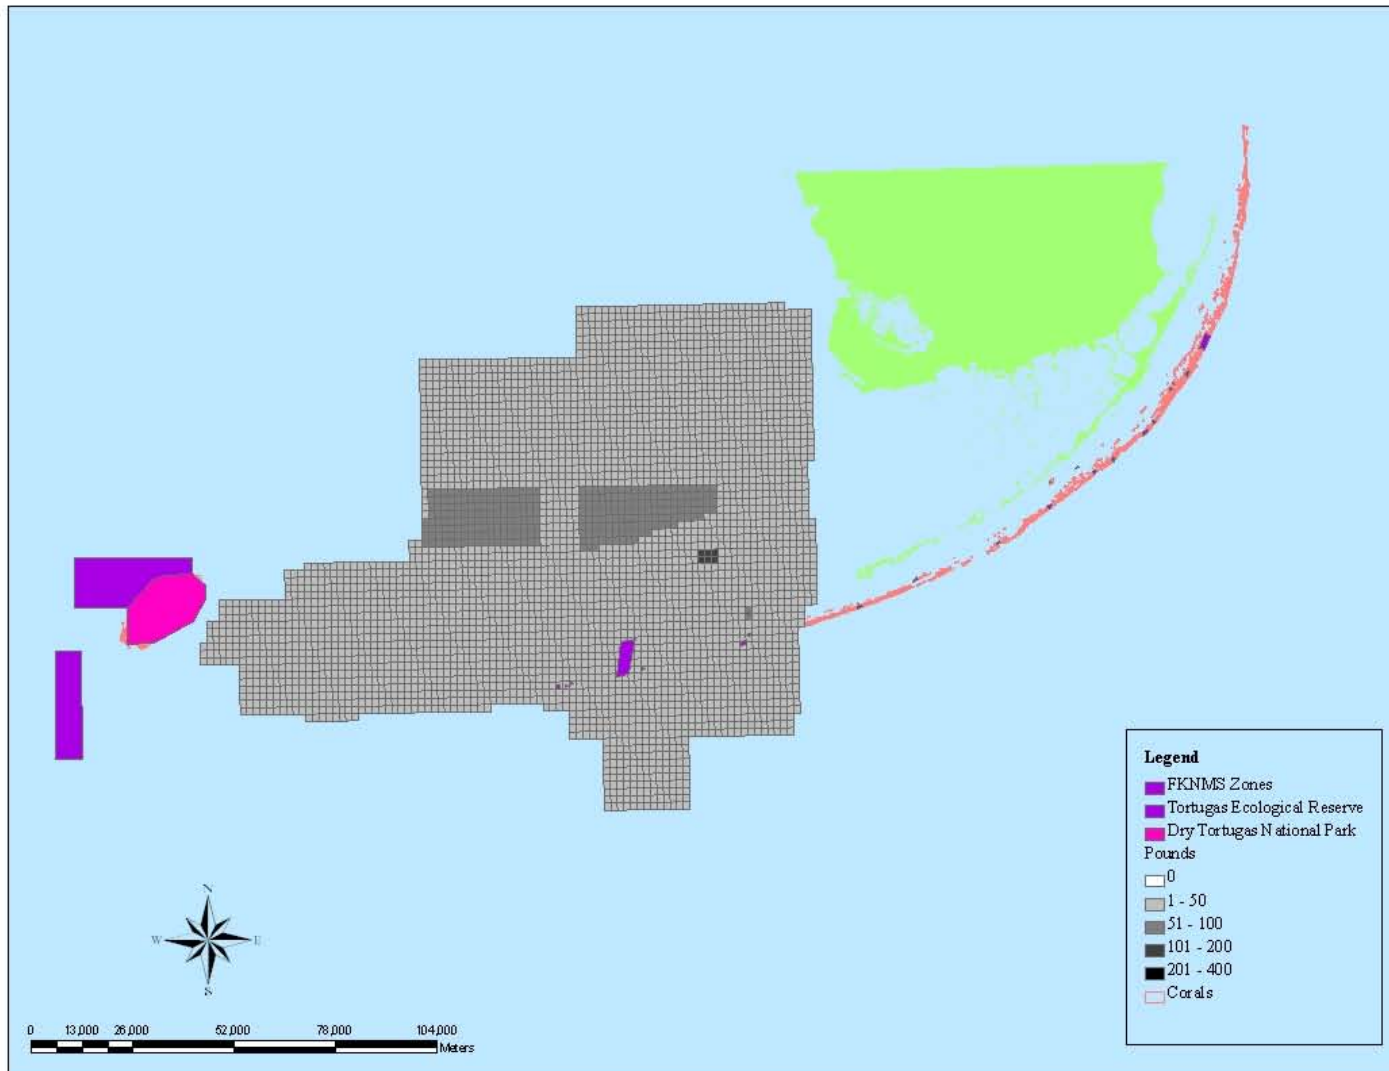 Legend
FKNMS Zones
Tortugas Ecological Reserve
Dry Tortugas National Park
Pounds
0
1 - 50
51 - 100
101 - 200
201 - 400
Corals
N
W E
S
0 13,000 26,000 52,000 78,000 104,000
Meters